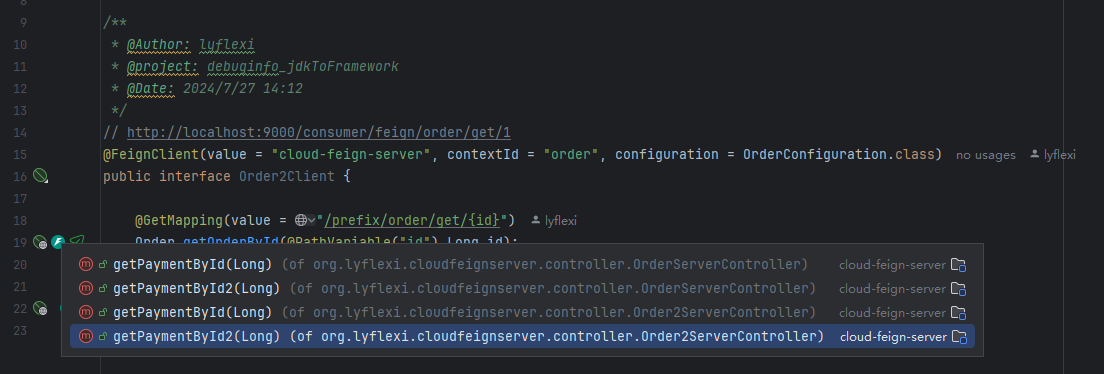 8
9 /**
10 * @Author: lyflexi
11 * @project: debuginfo_jdkToFramework
12 * @Date: 2024/7/27 14:12
13 */
14 // http://localhost:9000/consumer/feign/order/get/1
15 @FeignClient(value = "cloud-feign-server", contextId = "order", configuration = OrderConfiguration.class) no usages lyflexi
16 public interface Order2Client {
17
18 @GetMapping(value = "/prefix/order/get/{id}") lyflexi
19 Order getOrderById(@PathVariable("id") Long id);
20 getPaymentById(Long) (of org.lyflexi.cloudfeignserver.controller.OrderServerController) cloud-feign-server
21 getPaymentById2(Long) (of org.lyflexi.cloudfeignserver.controller.OrderServerController) cloud-feign-server
22 getPaymentById(Long) (of org.lyflexi.cloudfeignserver.controller.Order2ServerController) cloud-feign-server
23 getPaymentById2(Long) (of org.lyflexi.cloudfeignserver.controller.Order2ServerController) cloud-feign-server